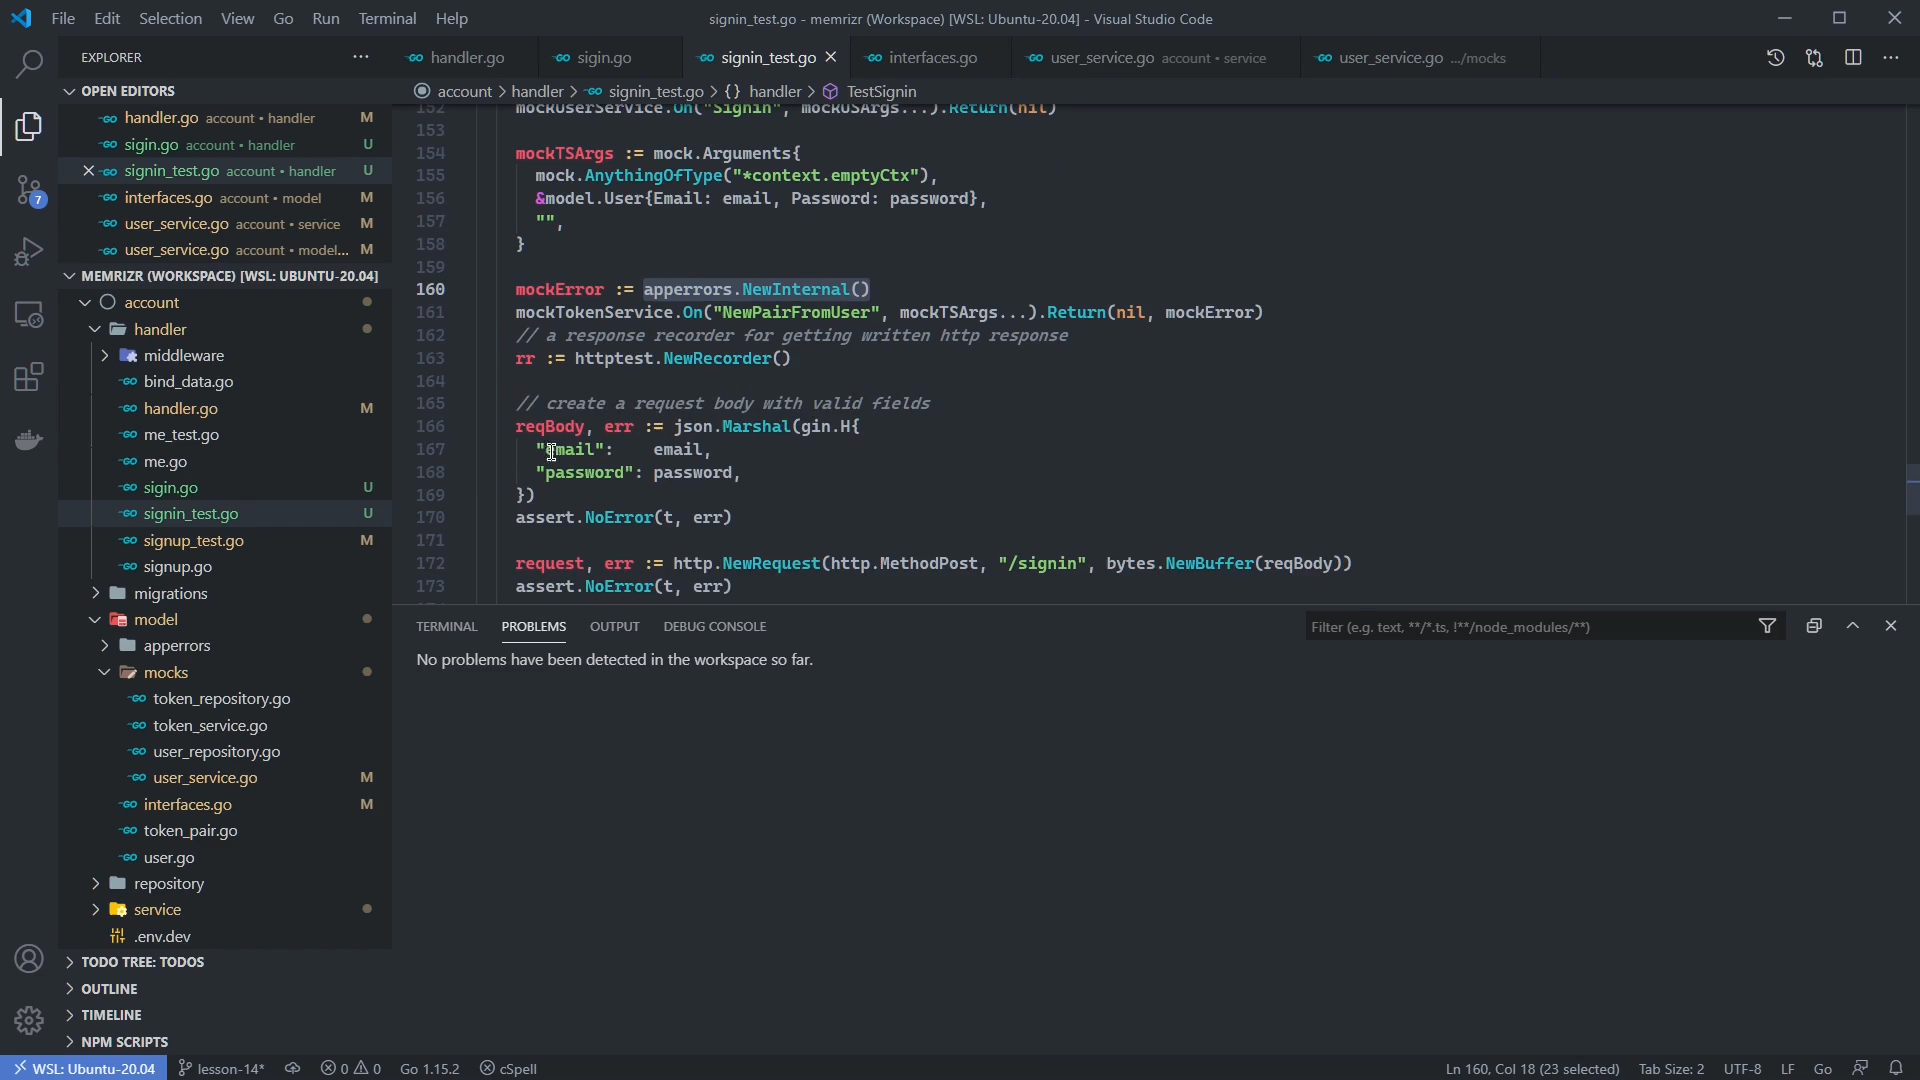 File Edit Selection View Go Run Terminal Help
signin_test.go - memrizr (Workspace) [WSL: Ubuntu-20.04] - Visual Studio Code
EXPLORER
handler.go
sigin.go
signin_test.go
interfaces.go
user_service.go account • service
user_service.go .../mocks
OPEN EDITORS
handler.go account • handler M
sigin.go account • handler U
signin_test.go account • handler U
interfaces.go account • model M
user_service.go account • service M
user_service.go account • model... M
MEMRIZR (WORKSPACE) [WSL: UBUNTU-20.04]
account
handler
middleware
bind_data.go
handler.go M
me_test.go
me.go
sigin.go U
signin_test.go U
signup_test.go M
signup.go
migrations
model
apperrors
mocks
token_repository.go
token_service.go
user_repository.go
user_service.go M
interfaces.go M
token_pair.go
user.go
repository
service
.env.dev
TODO TREE: TODOS
OUTLINE
TIMELINE
NPM SCRIPTS
7
account > handler > signin_test.go > {} handler > TestSignin
152 mockUserService.On("Signin", mockUSArgs...).Return(nil)
153
154 mockTSArgs := mock.Arguments{
155 mock.AnythingOfType("*context.emptyCtx"),
156 &model.User{Email: email, Password: password},
157 "",
158 }
159
160 mockError := apperrors.NewInternal()
161 mockTokenService.On("NewPairFromUser", mockTSArgs...).Return(nil, mockError)
162 // a response recorder for getting written http response
163 rr := httptest.NewRecorder()
164
165 // create a request body with valid fields
166 reqBody, err := json.Marshal(gin.H{
167 "email": email,
168 "password": password,
169 })
170 assert.NoError(t, err)
171
172 request, err := http.NewRequest(http.MethodPost, "/signin", bytes.NewBuffer(reqBody))
173 assert.NoError(t, err)
TERMINAL PROBLEMS OUTPUT DEBUG CONSOLE
Filter (e.g. text, **/*.ts, !**/node_modules/**)
No problems have been detected in the workspace so far.
WSL: Ubuntu-20.04 lesson-14* 0 0 Go 1.15.2 cSpell
Ln 160, Col 18 (23 selected) Tab Size: 2 UTF-8 LF Go